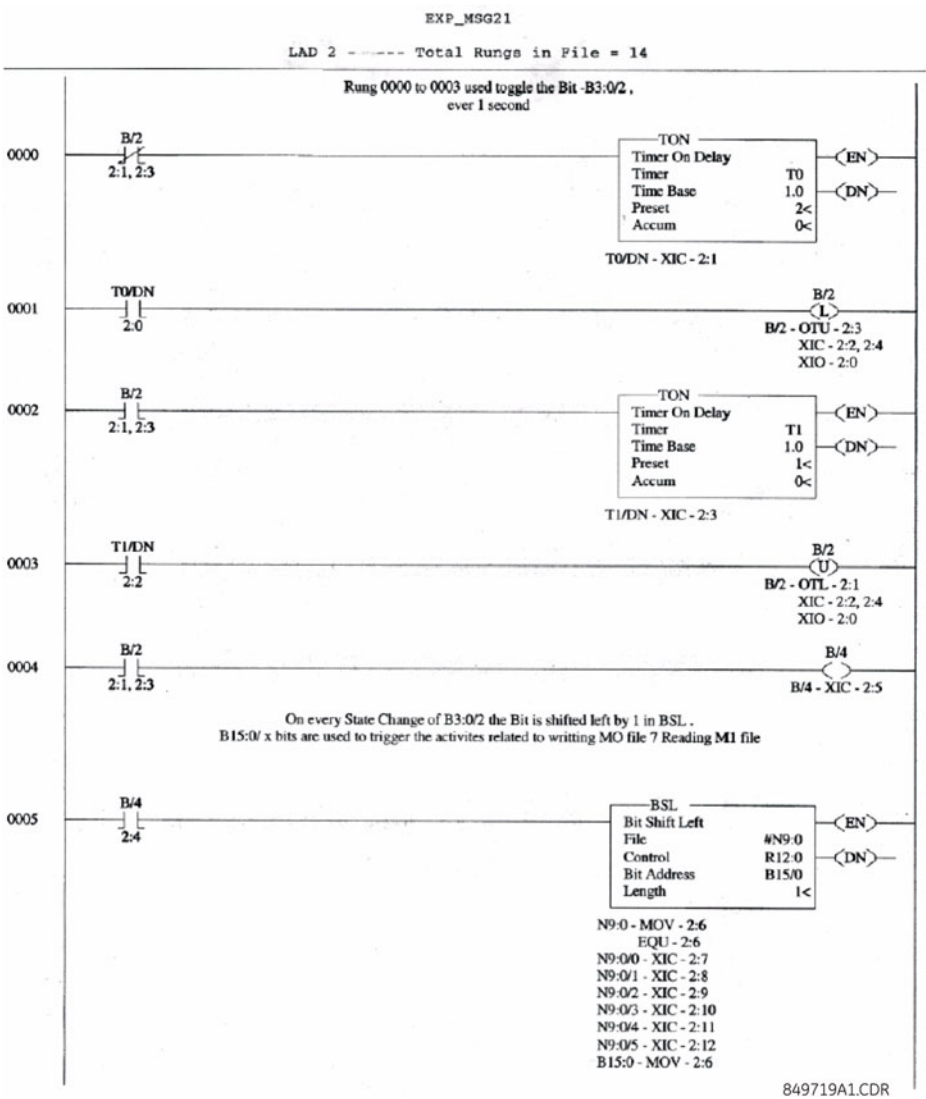 EXP_MSG21
LAD 2 - ---- Total Rungs in File = 14
Rung 0000 to 0003 used toggle the Bit -B3:0/2 ,
ever 1 second
0000
B/2
2:1, 2:3
TON
Timer On Delay
Timer T0
Time Base 1.0
Preset 2<
Accum 0<
EN
DN
T0/DN - XIC - 2:1
0001
T0/DN
2:0
B/2
L
B/2 - OTU - 2:3
XIC - 2:2, 2:4
XIO - 2:0
0002
B/2
2:1, 2:3
TON
Timer On Delay
Timer T1
Time Base 1.0
Preset 1<
Accum 0<
EN
DN
T1/DN - XIC - 2:3
0003
T1/DN
2:2
B/2
U
B/2 - OTL - 2:1
XIC - 2:2, 2:4
XIO - 2:0
0004
B/2
2:1, 2:3
B/4
B/4 - XIC - 2:5
On every State Change of B3:0/2 the Bit is shifted left by 1 in BSL .
B15:0/ x bits are used to trigger the activites related to writting MO file 7 Reading M1 file
0005
B/4
2:4
BSL
Bit Shift Left
File #N9:0
Control R12:0
Bit Address B15/0
Length 1<
EN
DN
N9:0 - MOV - 2:6
EQU - 2:6
N9:0/0 - XIC - 2:7
N9:0/1 - XIC - 2:8
N9:0/2 - XIC - 2:9
N9:0/3 - XIC - 2:10
N9:0/4 - XIC - 2:11
N9:0/5 - XIC - 2:12
B15:0 - MOV - 2:6
849719A1.CDR